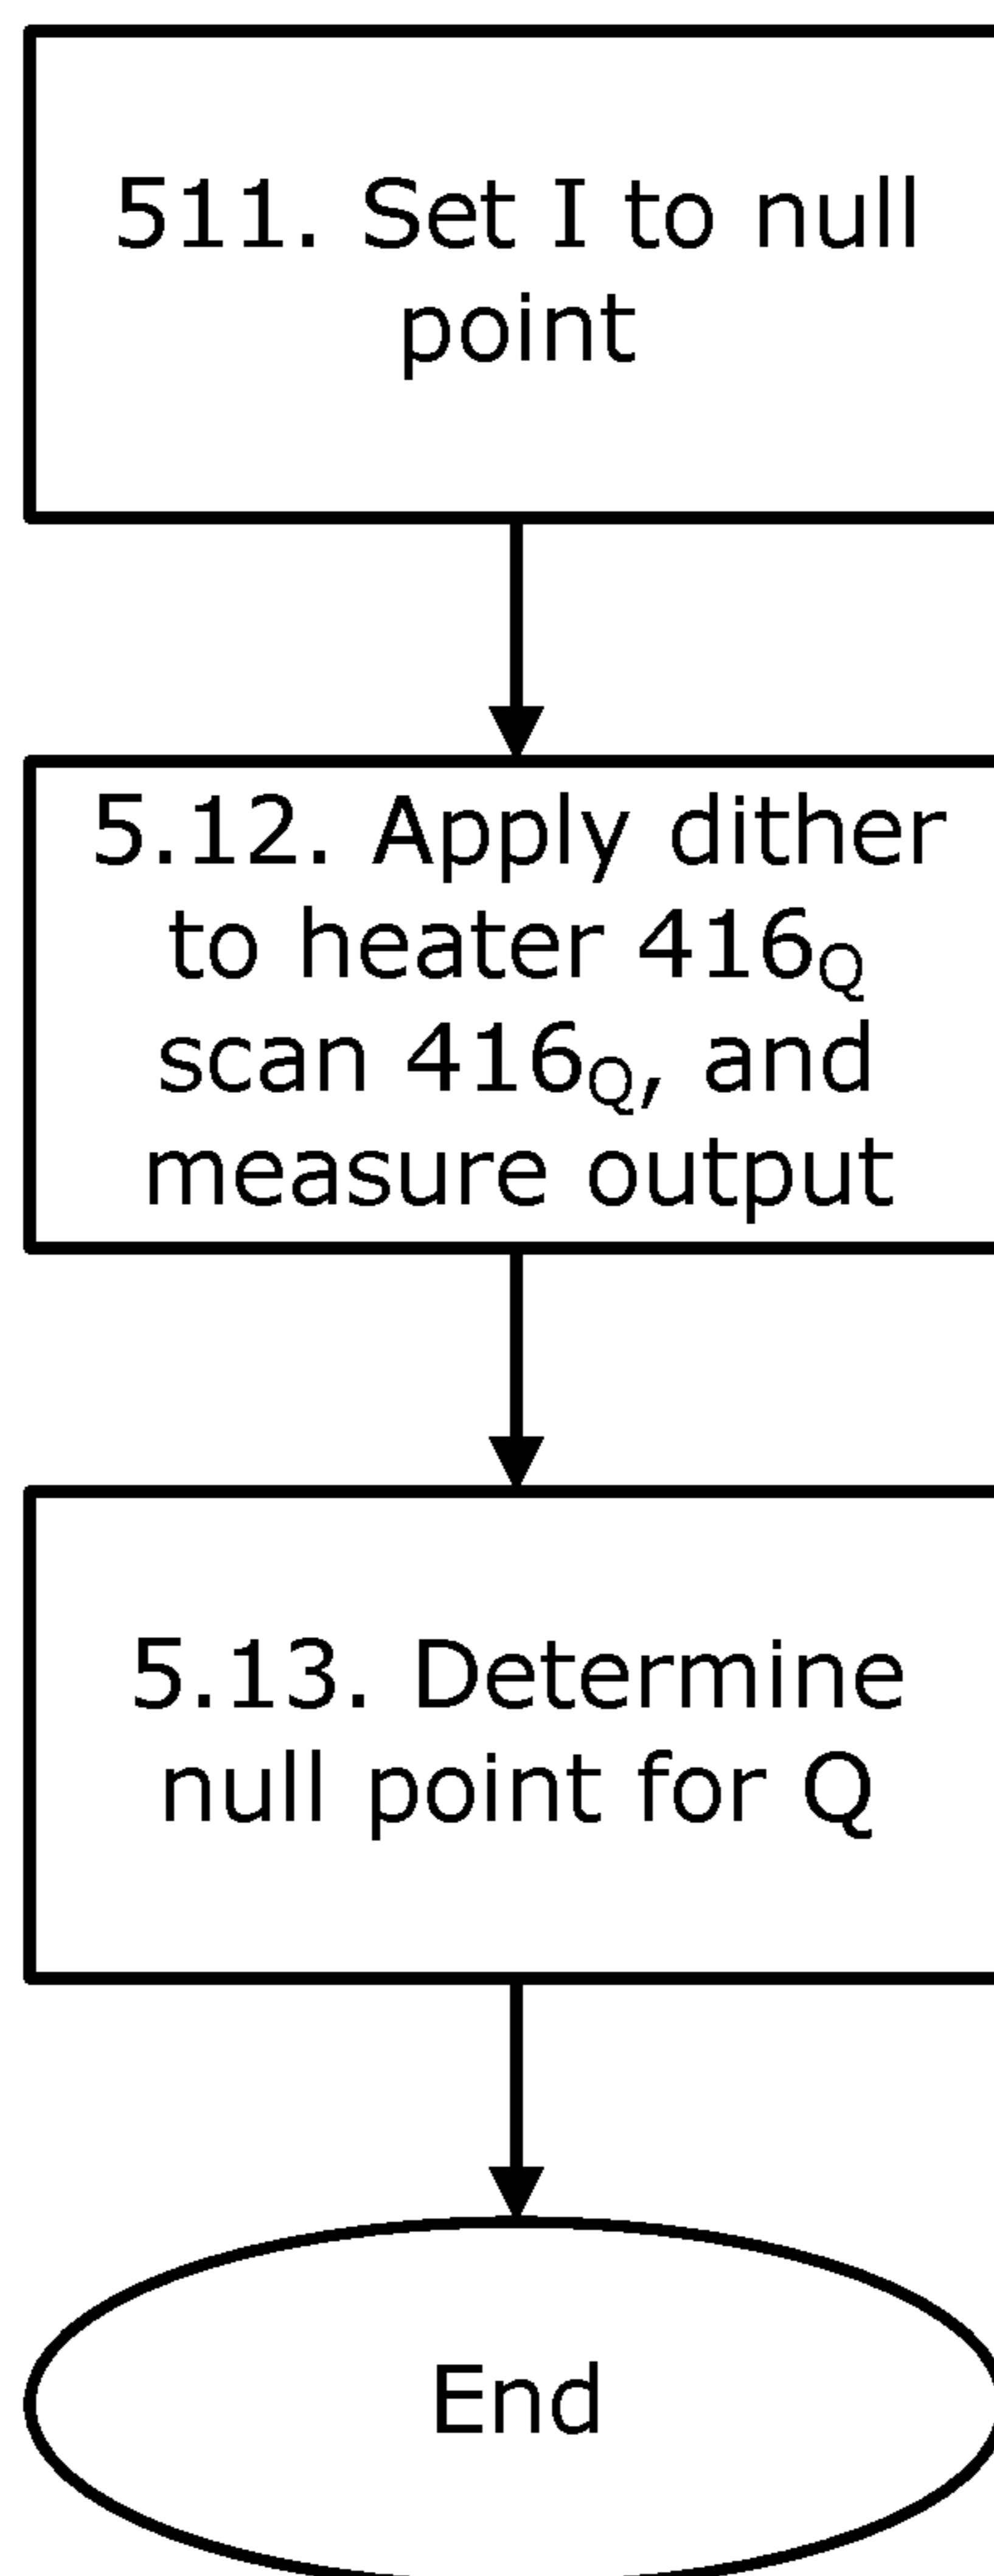 511. Set I to null
point
5.12. Apply dither
to heater 416Q
scan 416Q, and
measure output
5.13. Determine
null point for Q
End